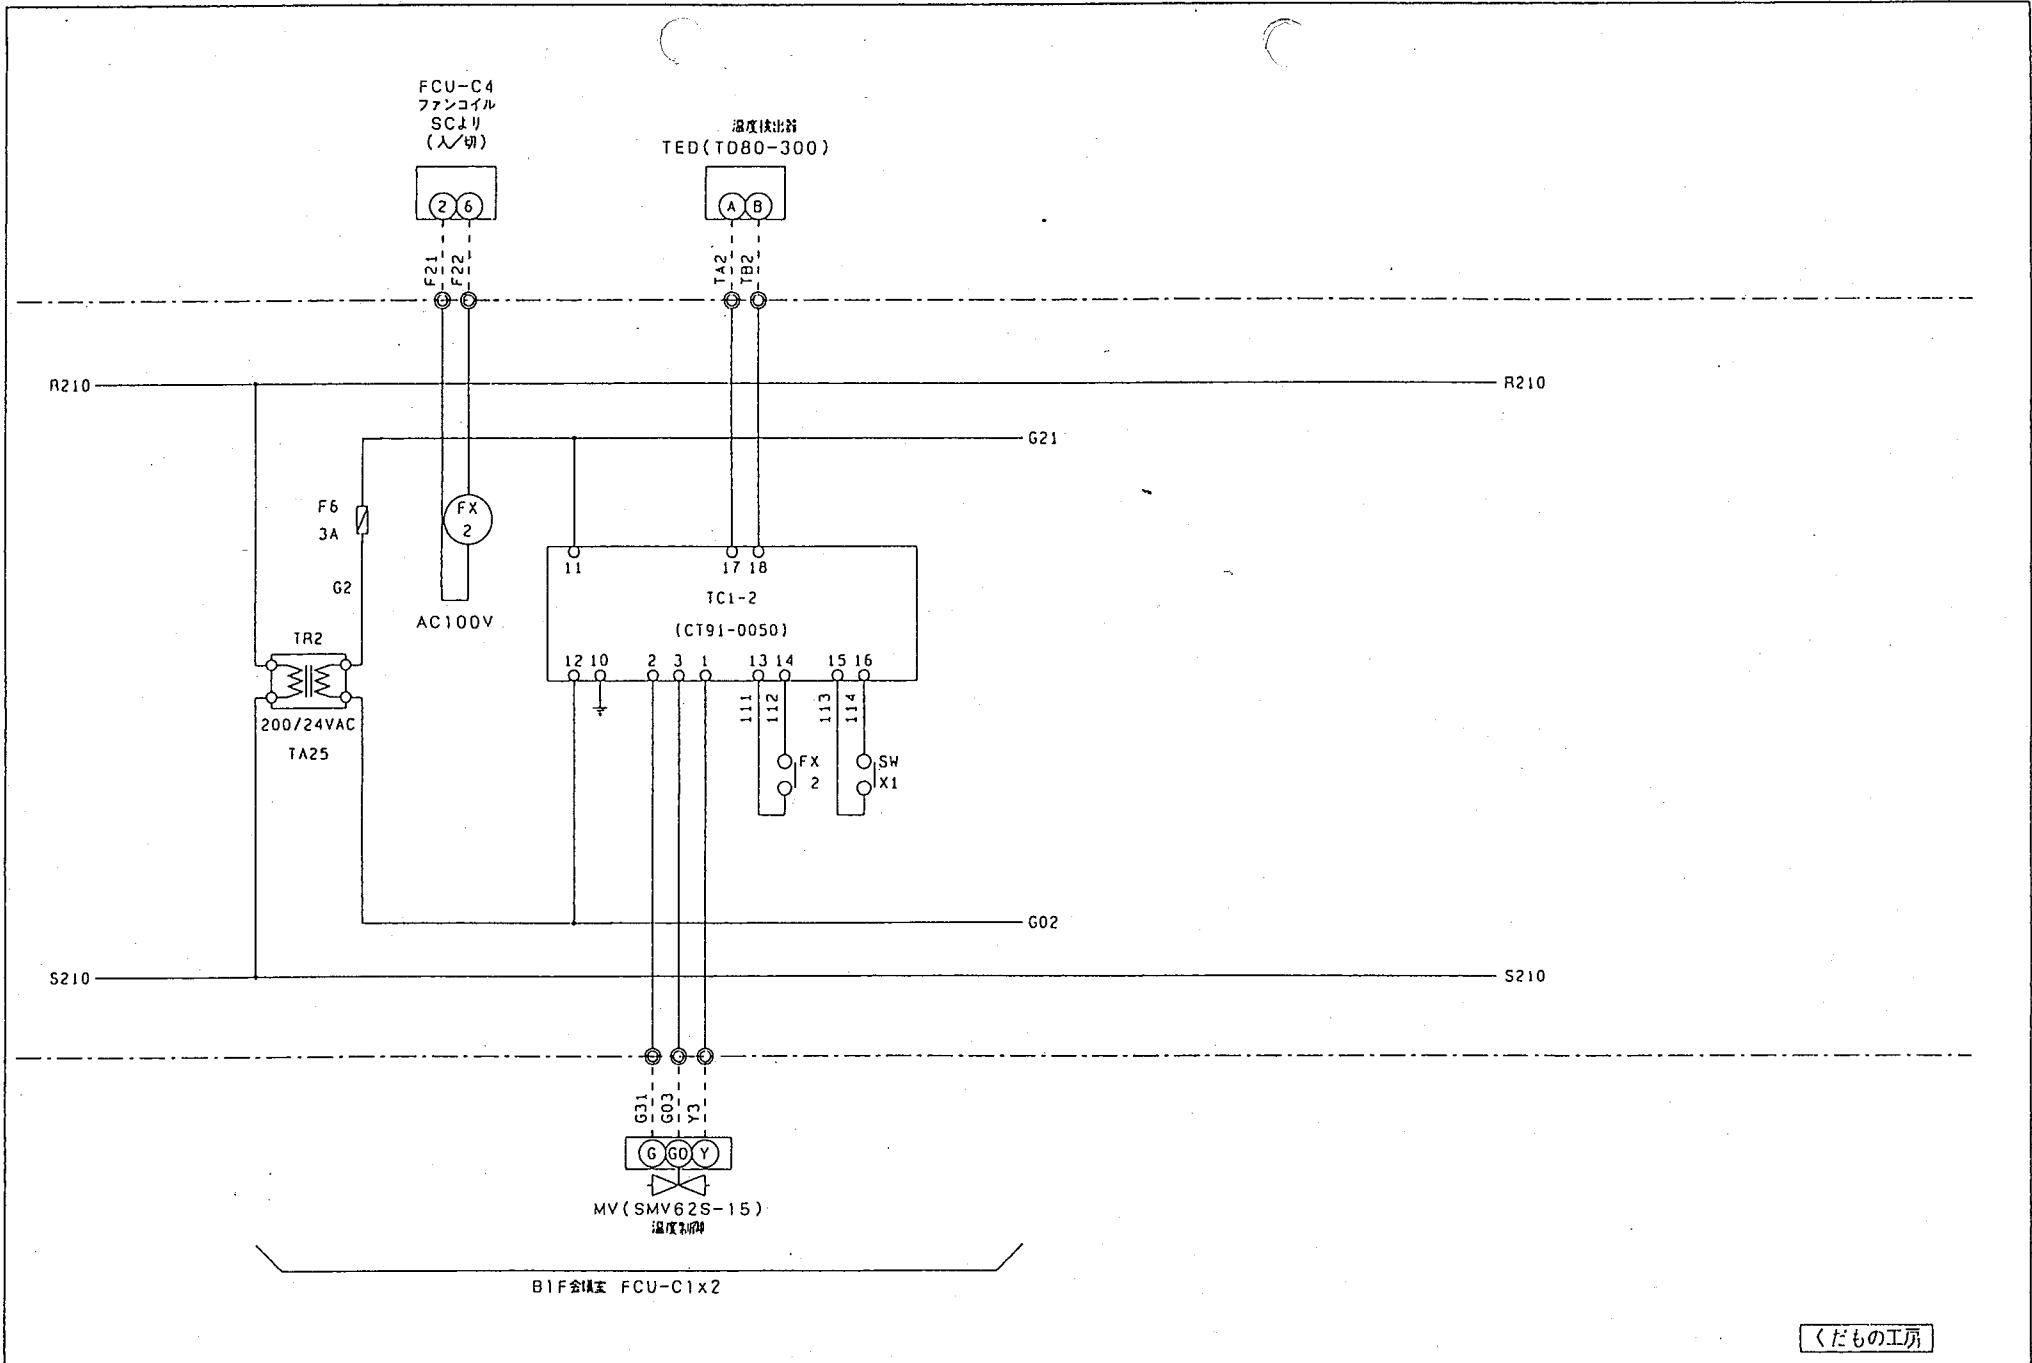 FCU-C4
ファンコイル
SCより
(入/切)
温度検出器
TED(TD80-300)
2 6
A B
F21
F22
TA2
TB2
R210
R210
G21
F6
3A
FX
2
G2
AC100V
11
17 18
TC1-2
(CT91-0050)
12 10
2 3 1
13 14
15 16
TR2
200/24VAC
TA25
111
112
113
114
FX
2
SW
X1
G02
S210
S210
G31
G03
Y3
G G0 Y
MV(SMV62S-15)
温度制御
B1F会議室 FCU-C1x2
くだもの工房